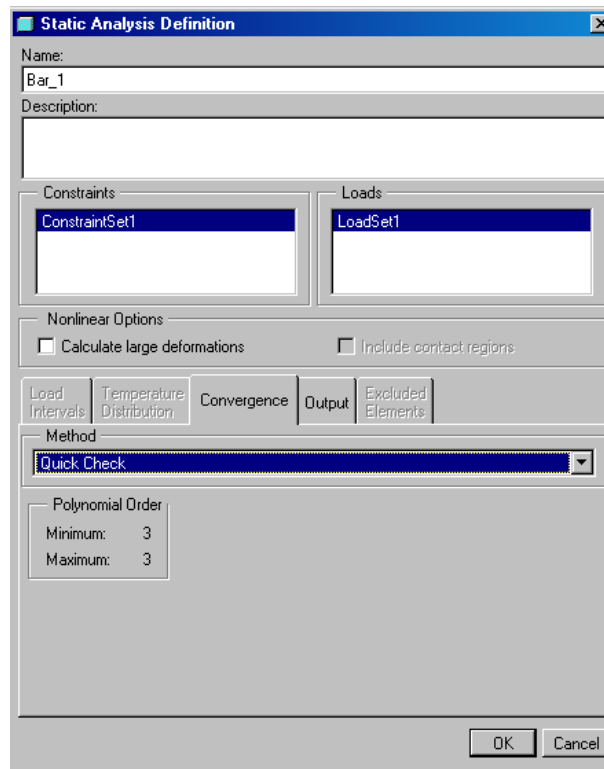 Static Analysis Definition
Name:
Bar_1
Description:
Constraints
Loads
ConstraintSet1
LoadSet1
Nonlinear Options
Calculate large deformations
Include contact regions
Load Intervals
Temperature Distribution
Convergence
Output
Excluded Elements
Method
Quick Check
Polynomial Order
Minimum: 3
Maximum: 3
OK
Cancel